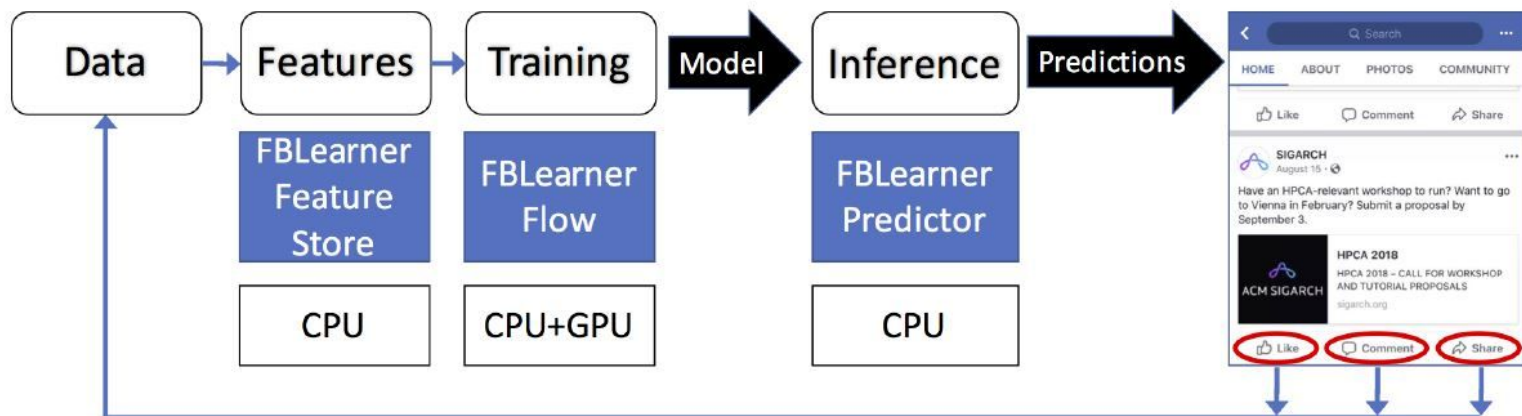 Data
Features
Training
Model
Inference
Predictions
FBLearner
Feature
Store
FBLearner
Flow
FBLearner
Predictor
CPU
CPU+GPU
CPU
Search
HOME ABOUT PHOTOS COMMUNITY
Like Comment Share
SIGARCH
August 15
Have an HPCA-relevant workshop to run? Want to go
to Vienna in February? Submit a proposal by
September 3.
ACM SIGARCH
HPCA 2018
HPCA 2018 – CALL FOR WORKSHOP
AND TUTORIAL PROPOSALS
sigarch.org
Like Comment Share